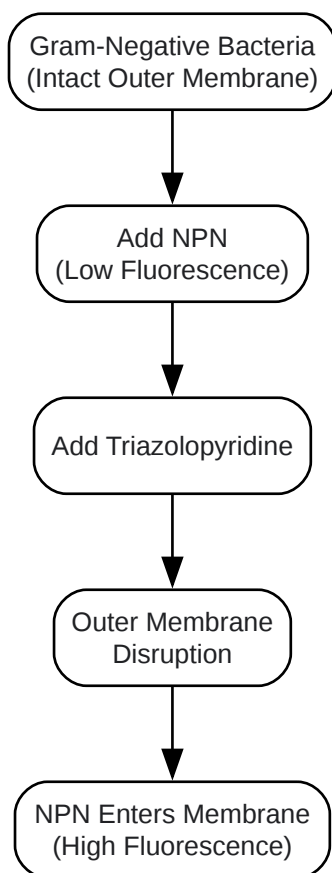 Gram-Negative Bacteria
(Intact Outer Membrane)
Add NPN
(Low Fluorescence)
Add Triazolopyridine
Outer Membrane
Disruption
NPN Enters Membrane
(High Fluorescence)